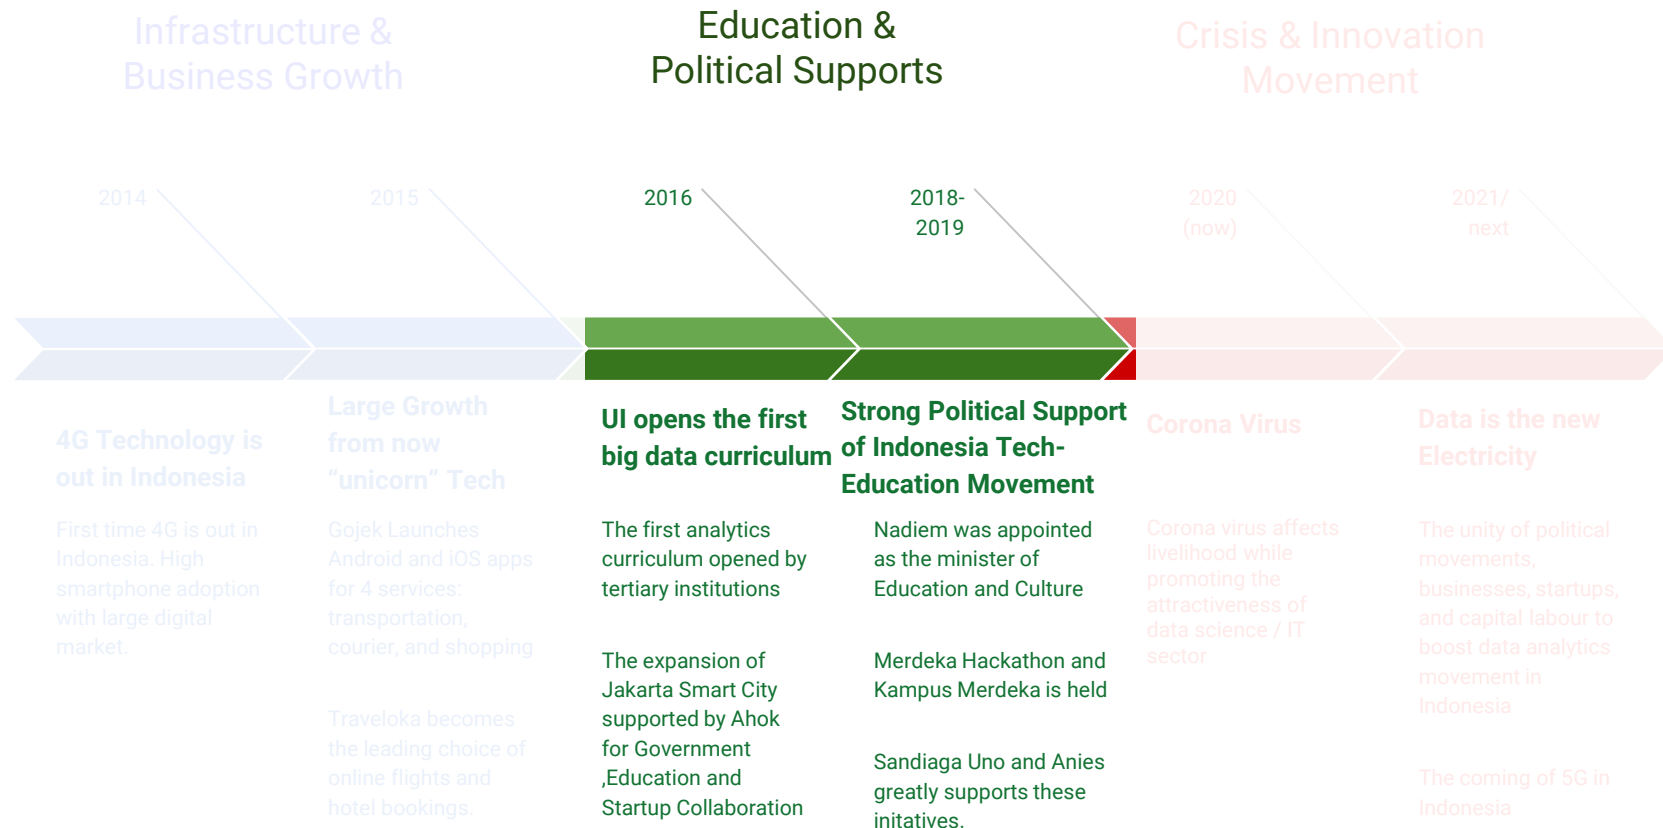 Infrastructure &
Business Growth
Education &
Political Supports
Crisis & Innovation
Movement
2014
2015
2016
2018-
2019
2020
(now)
2021/
next
4G Technology is
out in Indonesia
First time 4G is out in
Indonesia. High
smartphone adoption
with large digital
market.
Large Growth
from now
“unicorn” Tech
Gojek Launches
Android and iOS apps
for 4 services:
transportation,
courier, and shopping
Traveloka becomes
the leading choice of
online flights and
hotel bookings.
UI opens the first
big data curriculum
The first analytics
curriculum opened by
tertiary institutions
The expansion of
Jakarta Smart City
supported by Ahok
for Government
,Education and
Startup Collaboration
Strong Political Support
of Indonesia Tech-
Education Movement
Nadiem was appointed
as the minister of
Education and Culture
Merdeka Hackathon and
Kampus Merdeka is held
Sandiaga Uno and Anies
greatly supports these
initatives.
Corona Virus
Corona virus affects
livelihood while
promoting the
attractiveness of
data science / IT
sector
Data is the new
Electricity
The unity of political
movements,
businesses, startups,
and capital labour to
boost data analytics
movement in
Indonesia
The coming of 5G in
Indonesia